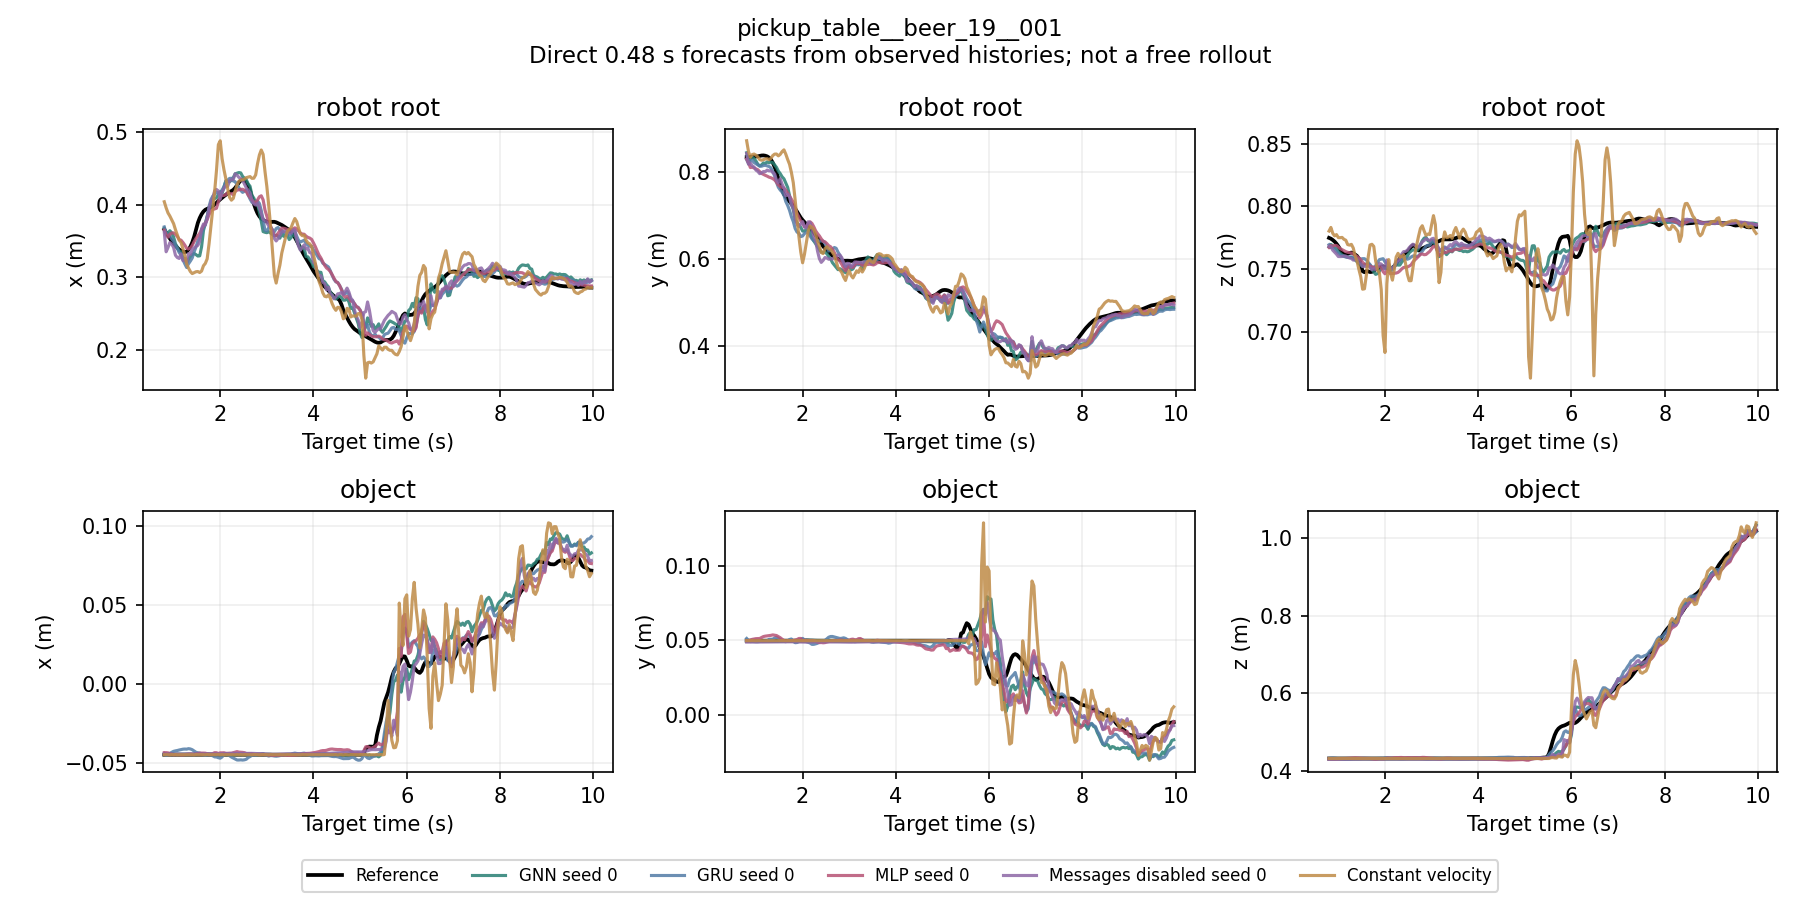 pickup_table__beer_19__001
Direct 0.48 s forecasts from observed histories; not a free rollout
robot root
robot root
robot root
0.5
0.4
0.3
0.2
x (m)
2 4 6 8 10
Target time (s)
0.8
0.6
0.4
y (m)
2 4 6 8 10
Target time (s)
0.85
0.80
0.75
0.70
z (m)
2 4 6 8 10
Target time (s)
object
object
object
0.10
0.05
0.00
−0.05
x (m)
2 4 6 8 10
Target time (s)
0.10
0.05
0.00
y (m)
2 4 6 8 10
Target time (s)
1.0
0.8
0.6
0.4
z (m)
2 4 6 8 10
Target time (s)
Reference GNN seed 0 GRU seed 0 MLP seed 0 Messages disabled seed 0 Constant velocity